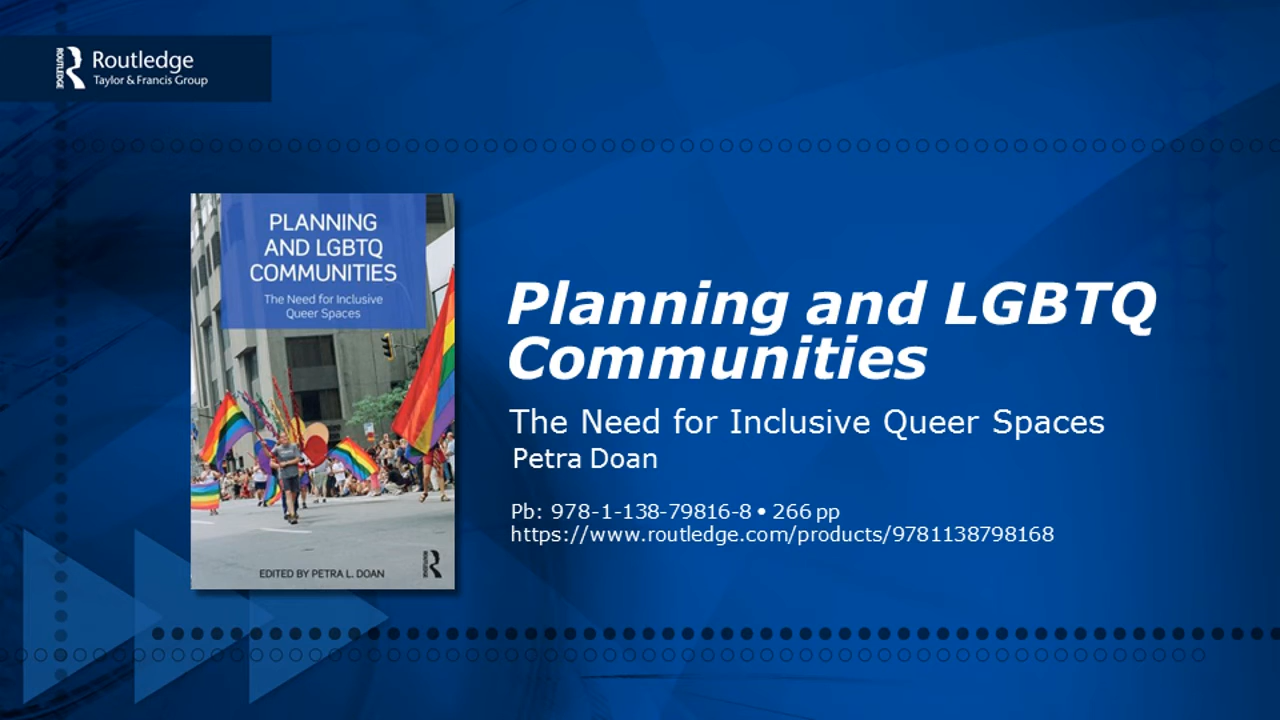 ROUTLEDGE
Routledge
Taylor & Francis Group
PLANNING
AND LGBTQ
COMMUNITIES
The Need for Inclusive
Queer Spaces
EDITED BY PETRA L. DOAN
ROUTLEDGE
Planning and LGBTQ
Communities
The Need for Inclusive Queer Spaces
Petra Doan
Pb: 978-1-138-79816-8 • 266 pp
https://www.routledge.com/products/9781138798168